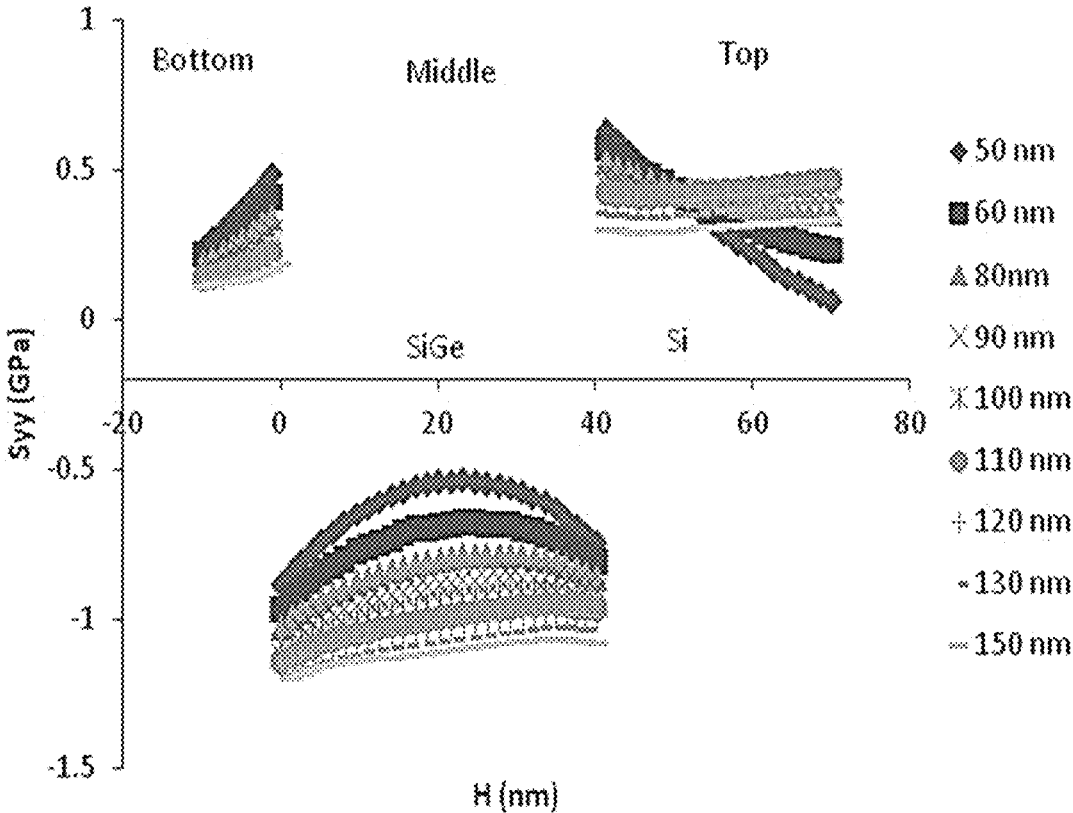 1
Bottom Middle Top
0.5
0
SiGe Si
-20 0 20 40 60 80
-0.5
-1
-1.5
Syy (GPa)
H (nm)
50 nm
60 nm
80nm
90 nm
100 nm
110 nm
120 nm
130 nm
150 nm